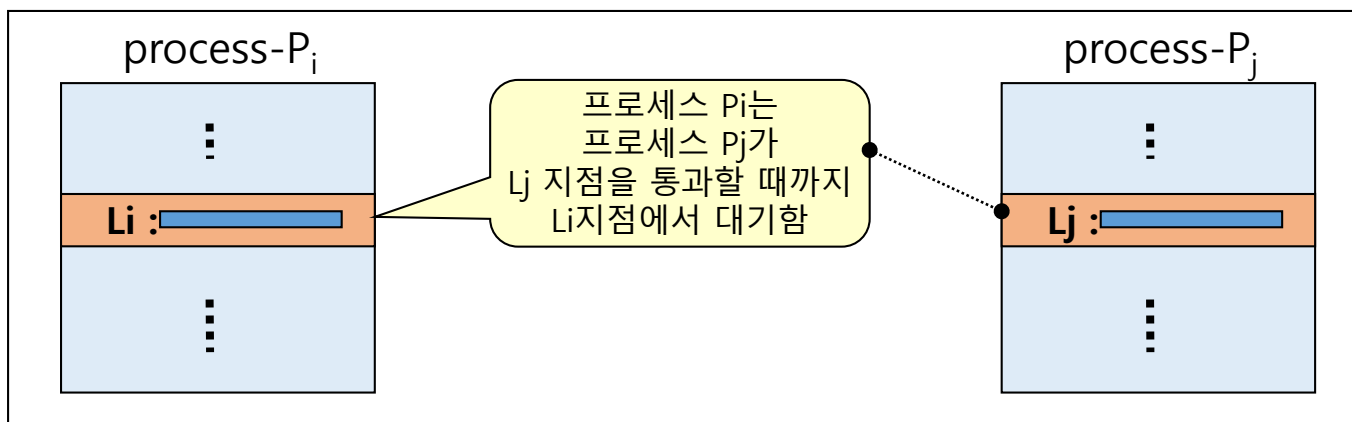 process-Pi
process-Pj
프로세스 Pi는
프로세스 Pj가
Lj 지점을 통과할 때까지
Li지점에서 대기함
Li :
Lj :